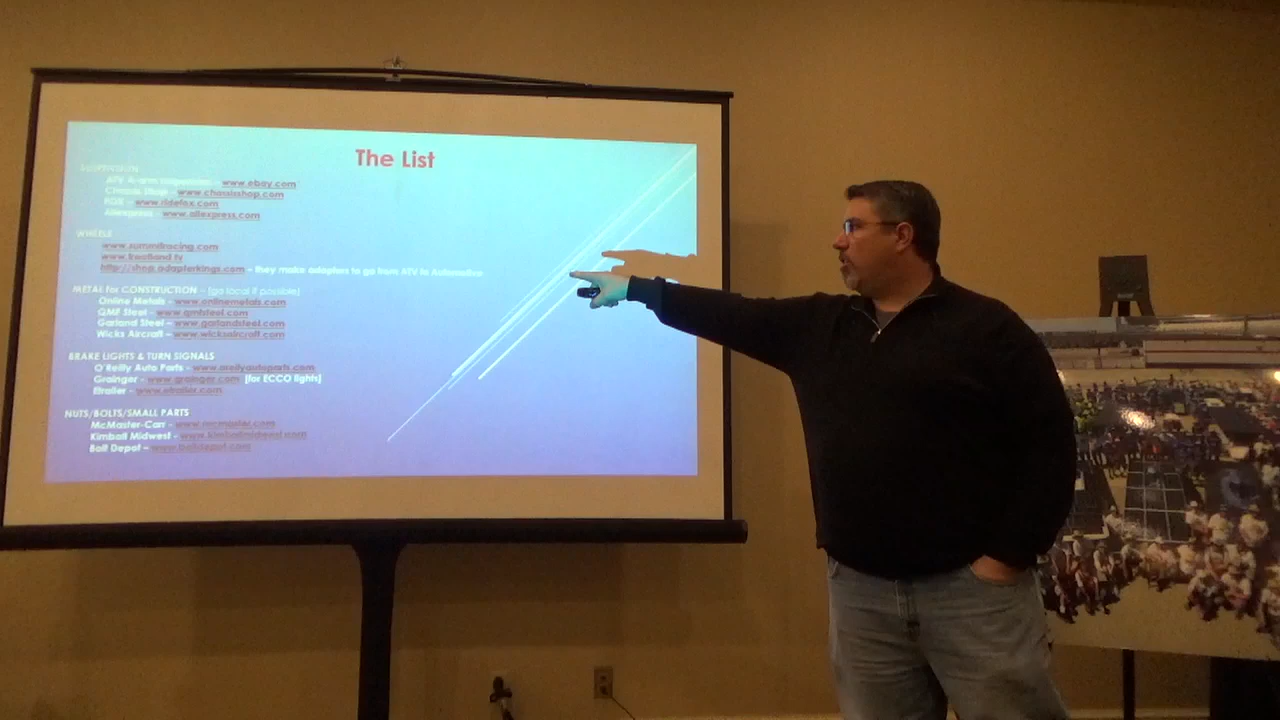 The List
SUSPENSION
ATV A-arm suspension - www.ebay.com
Chassis Shop - www.chassisshop.com
FOX - www.ridefox.com
Aliexpress - www.aliexpress.com
WHEELS
www.summitracing.com
www.treatland.tv
http://shop.adapterkings.com - they make adapters to go from ATV to Automotive
METAL for CONSTRUCTION - (go local if possible)
Online Metals - www.onlinemetals.com
GMF Steel - www.gmfsteel.com
Garland Steel - www.garlandsteel.com
Wicks Aircraft - www.wicksaircraft.com
BRAKE LIGHTS & TURN SIGNALS
O'Reilly Auto Parts - www.oreillyautoparts.com
Grainger - www.grainger.com (for ECCO lights)
Etrailer - www.etrailer.com
NUTS/BOLTS/SMALL PARTS
McMaster-Carr - www.mcmaster.com
Kimball Midwest - www.kimballmidwest.com
Bolt Depot - www.boltdepot.com